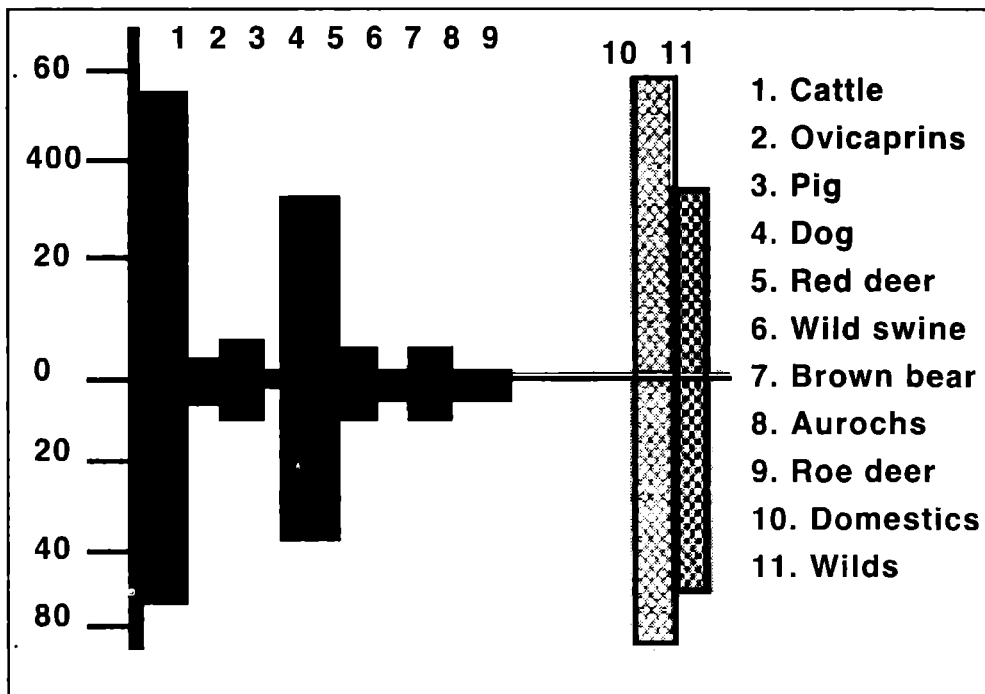 1 2 3 4 5 6 7 8 9
10 11
60
400
20
0
20
40
80
1. Cattle
2. Ovicaprins
3. Pig
4. Dog
5. Red deer
6. Wild swine
7. Brown bear
8. Aurochs
9. Roe deer
10. Domestics
11. Wilds